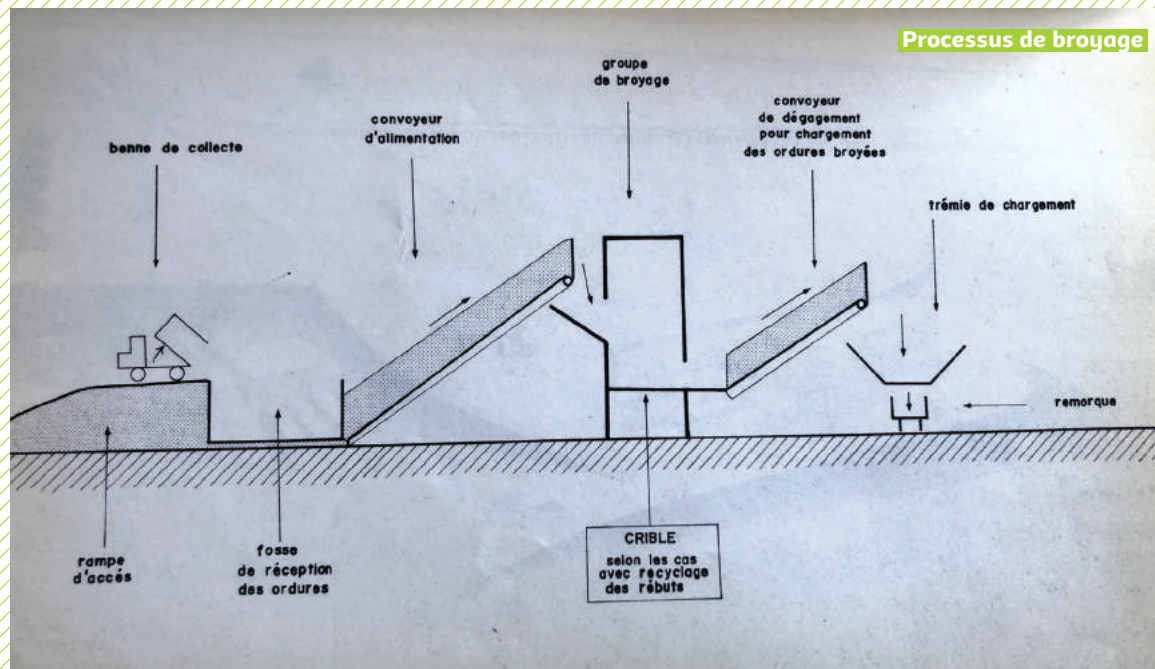 Processus de broyage
groupe
de broyage
convoyeur
d'alimentation
convoyeur
de dégagement
pour chargement
des ordures broyées
benne de collecte
trémie de chargement
remorque
rampe
d'accés
fosse
de réception
des ordures
CRIBLE
selon les cas
avec recyclage
des rébuts